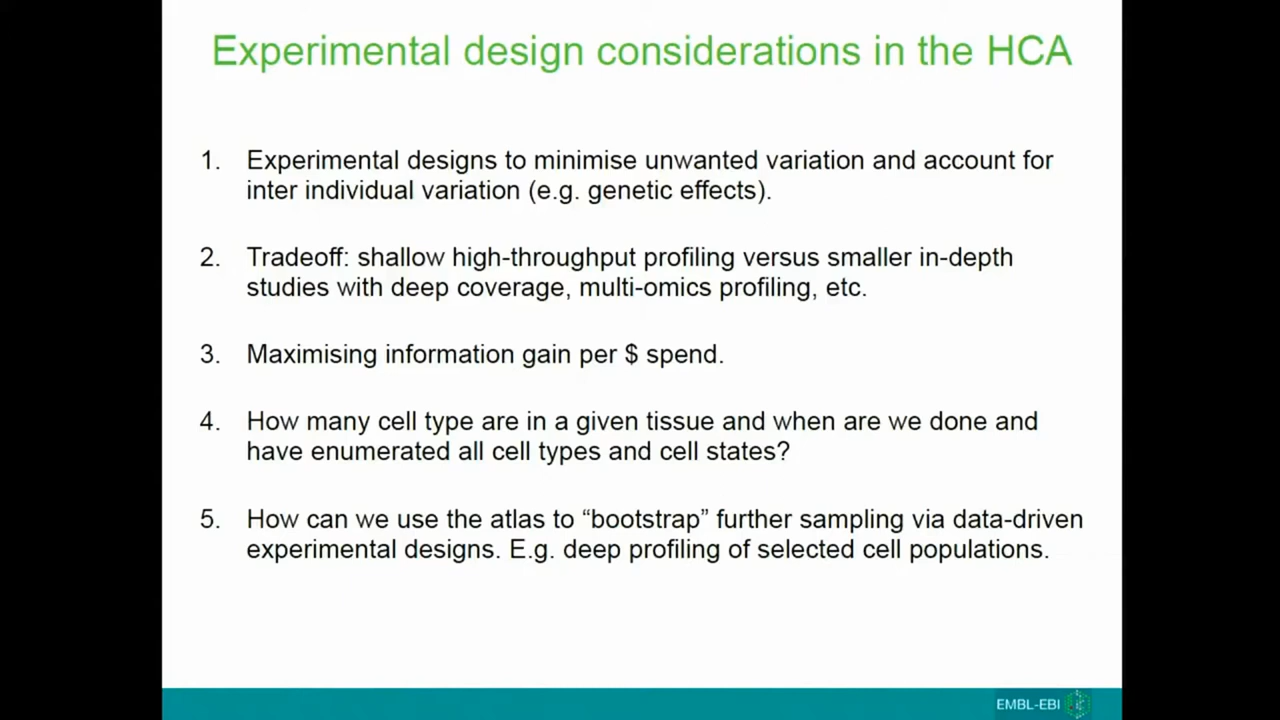 Experimental design considerations in the HCA
1. Experimental designs to minimise unwanted variation and account for
inter individual variation (e.g. genetic effects).
2. Tradeoff: shallow high-throughput profiling versus smaller in-depth
studies with deep coverage, multi-omics profiling, etc.
3. Maximising information gain per $ spend.
4. How many cell type are in a given tissue and when are we done and
have enumerated all cell types and cell states?
5. How can we use the atlas to “bootstrap” further sampling via data-driven
experimental designs. E.g. deep profiling of selected cell populations.
EMBL-EBI